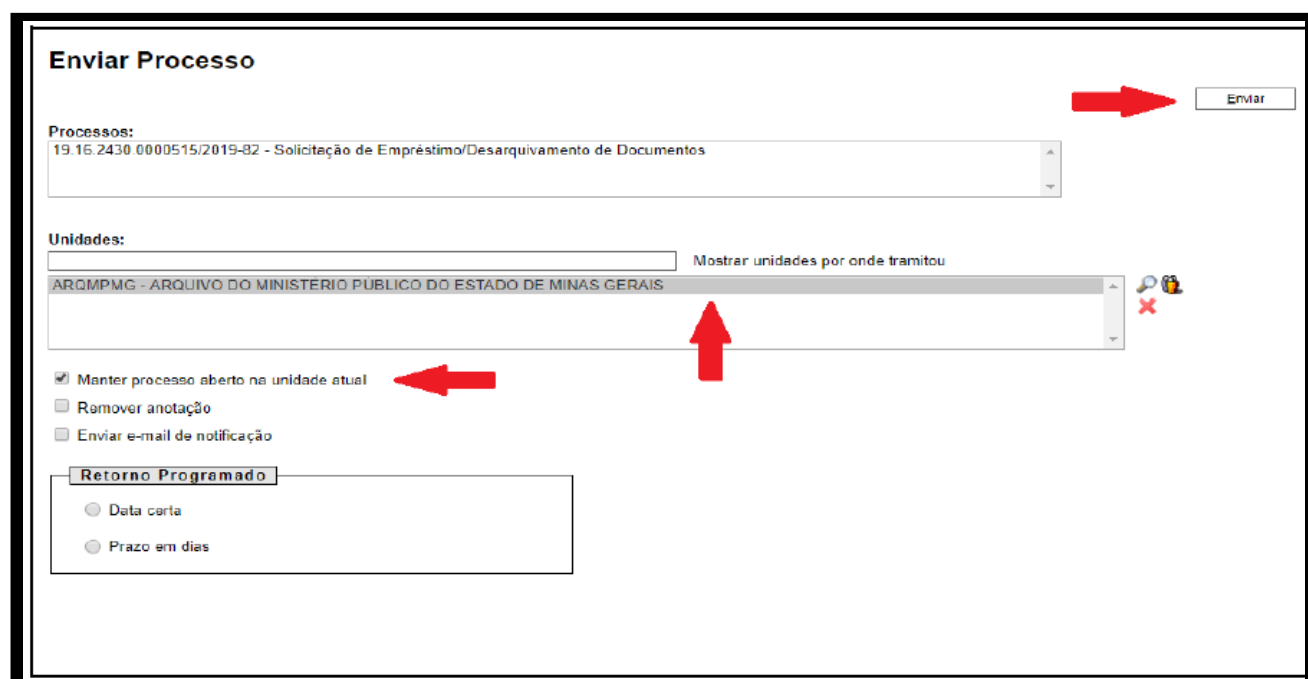 Enviar Processo
Enviar
Processos:
19.16.2430.0000515/2019-82 - Solicitação de Empréstimo/Desarquivamento de Documentos
Unidades:
Mostrar unidades por onde tramitou
ARQMPMG - ARQUIVO DO MINISTÉRIO PÚBLICO DO ESTADO DE MINAS GERAIS
Manter processo aberto na unidade atual
Remover anotação
Enviar e-mail de notificação
Retorno Programado
Data certa
Prazo em dias